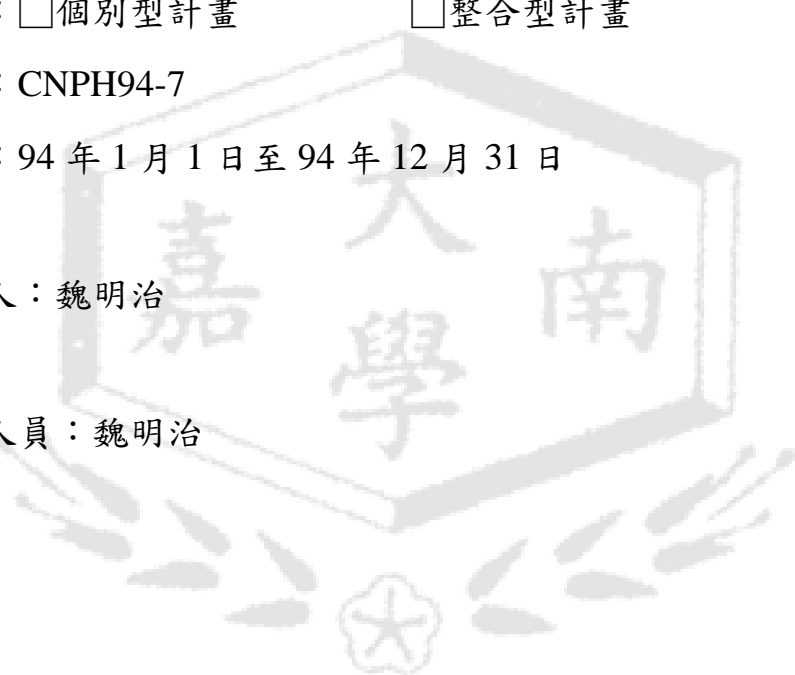 ：□個別型計畫 □整合型計畫
：CNPH94-7
：94 年 1 月 1 日至 94 年 12 月 31 日
人：魏明治
人員：魏明治
大
嘉 南
學